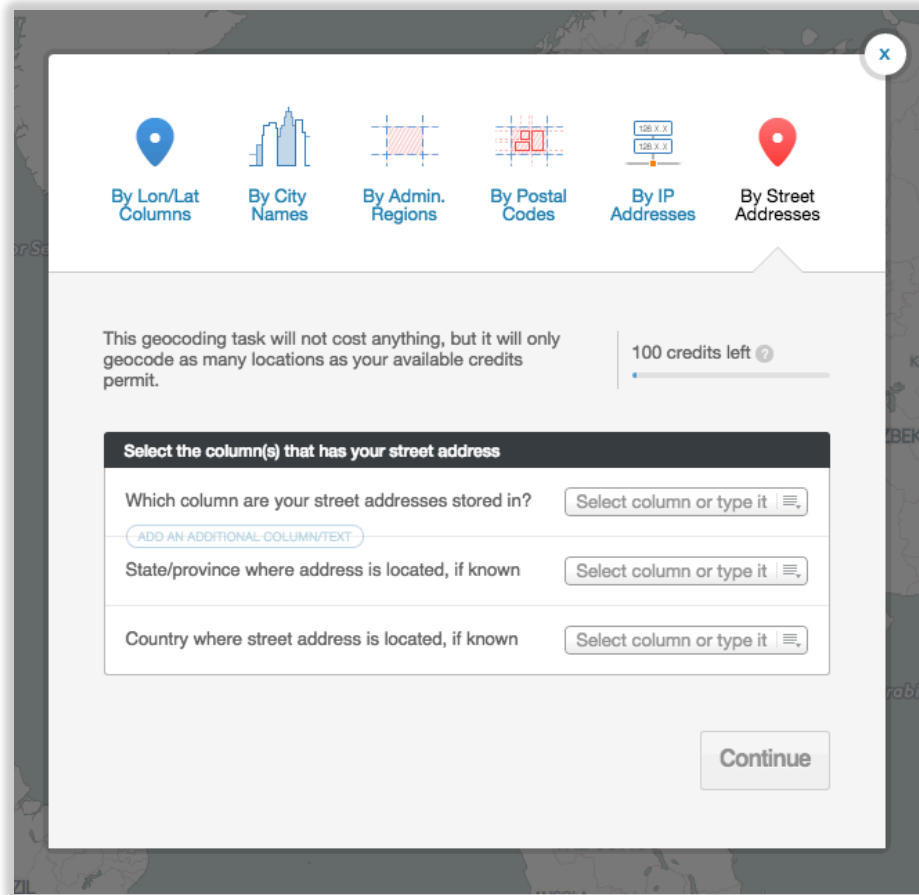 x
By Lon/Lat
Columns
By City
Names
By Admin.
Regions
By Postal
Codes
128.X.X
128.X.X
By IP
Addresses
By Street
Addresses
This geocoding task will not cost anything, but it will only
geocode as many locations as your available credits
permit.
100 credits left ?
Select the column(s) that has your street address
Which column are your street addresses stored in?
Select column or type it
ADD AN ADDITIONAL COLUMN/TEXT
State/province where address is located, if known
Select column or type it
Country where street address is located, if known
Select column or type it
Continue